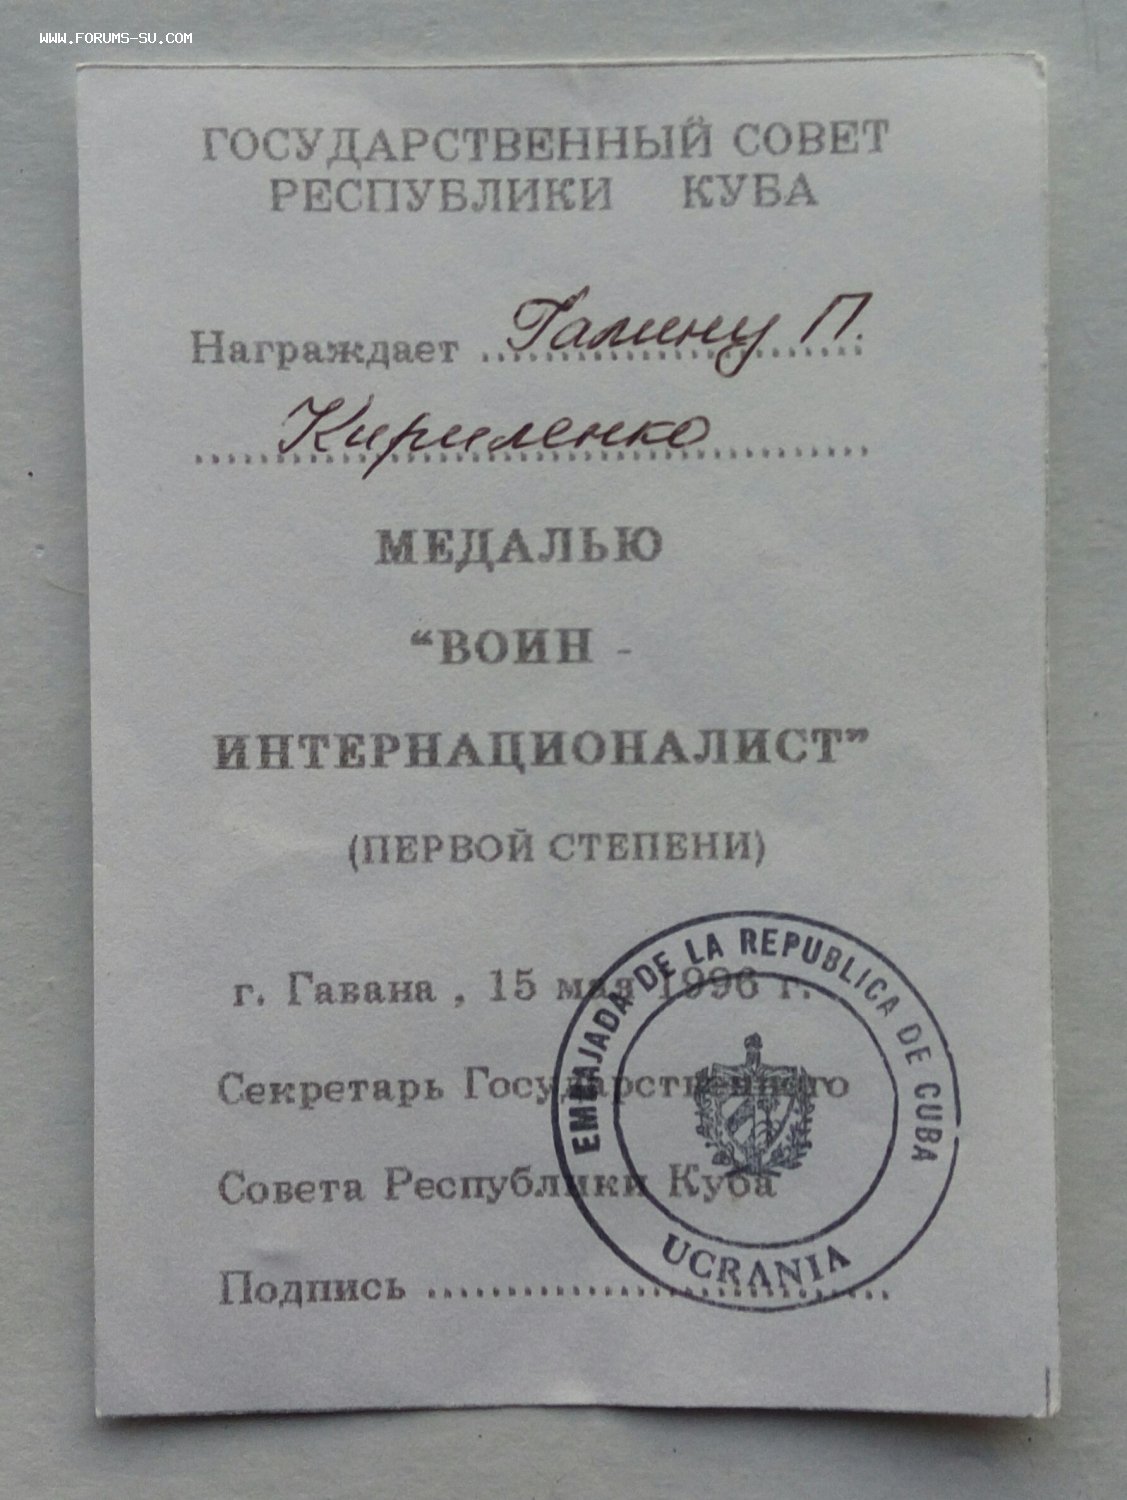 WWW.FORUMS-SU.COM
ГОСУДАРСТВЕННЫЙ СОВЕТ
РЕСПУБЛИКИ КУБА
Награждает Галину П.
Кириленко
МЕДАЛЬЮ
“ВОИН -
ИНТЕРНАЦИОНАЛИСТ”
(ПЕРВОЙ СТЕПЕНИ)
г. Гавана , 15 мая 1996 г.
Секретарь Государственного
Совета Республики Куба
Подпись
EMBAJADA DE LA REPUBLICA DE CUBA
UCRANIA